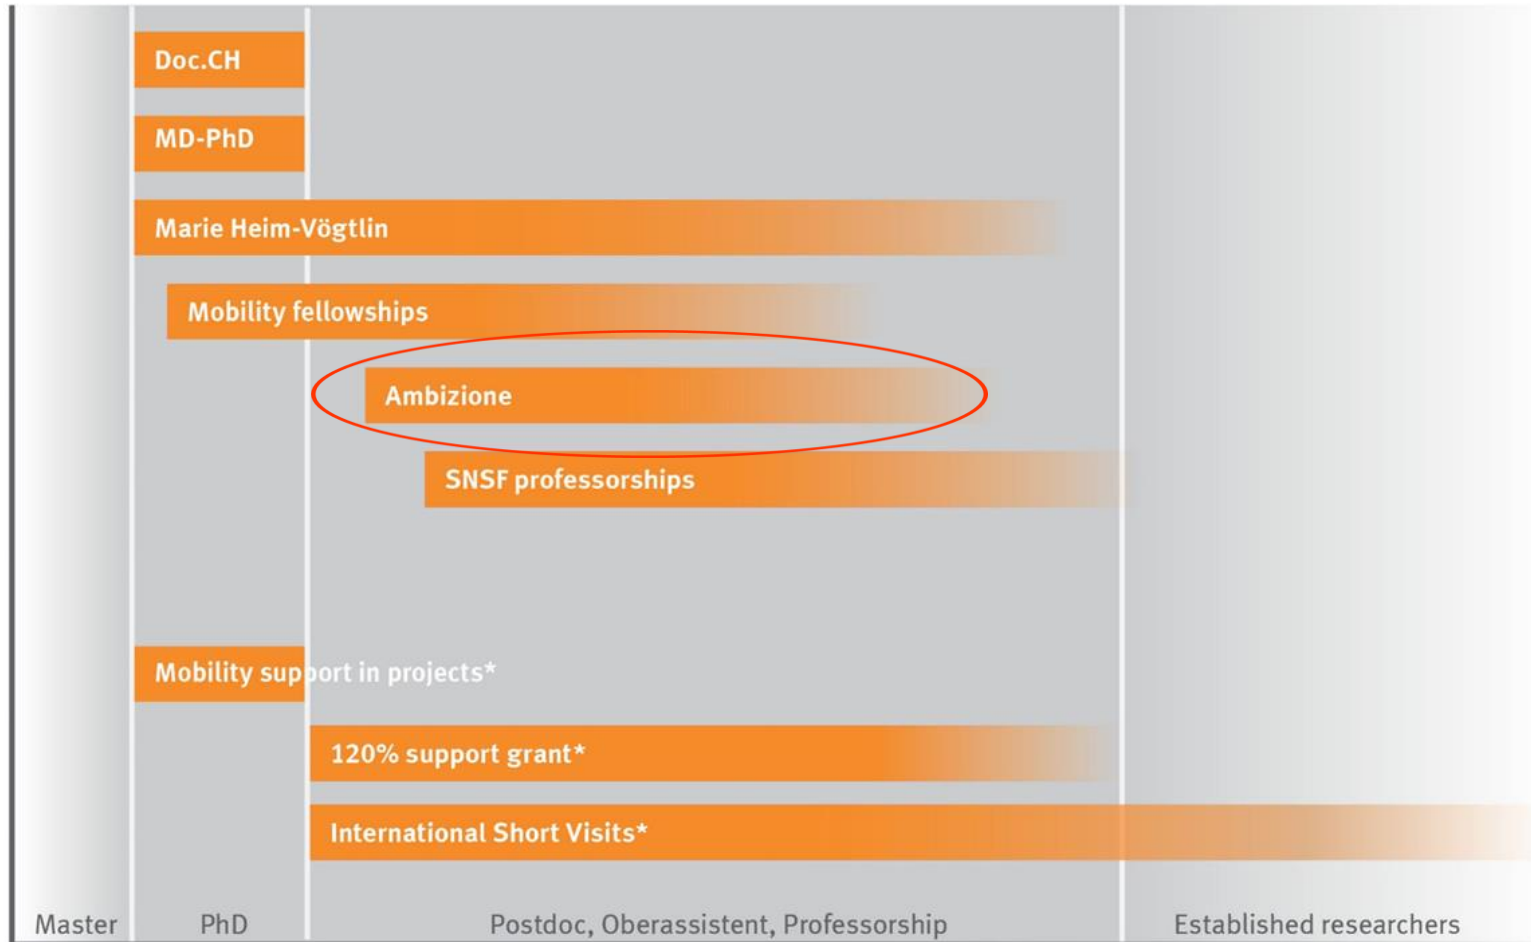 Doc.CH
MD-PhD
Marie Heim-Vögtlin
Mobility fellowships
Ambizione
SNSF professorships
Mobility support in projects*
120% support grant*
International Short Visits*
Master PhD Postdoc, Oberassistent, Professorship Established researchers